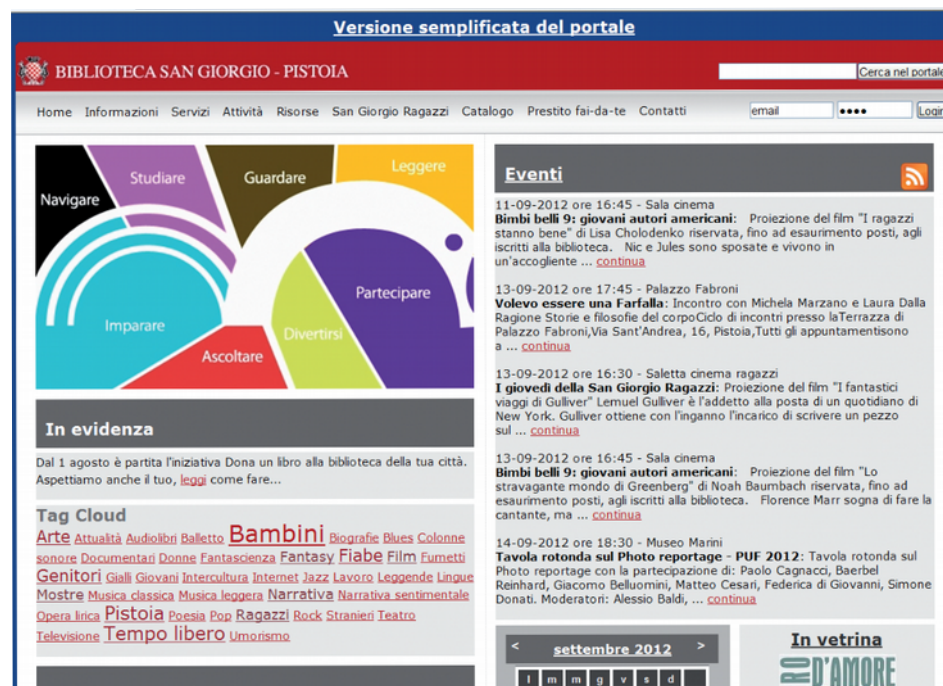 Versione semplificata del portale
BIBLIOTECA SAN GIORGIO - PISTOIA
Cerca nel portale
Home Informazioni Servizi Attività Risorse San Giorgio Ragazzi Catalogo Prestito fai-da-te Contatti
email
Login
Navigare
Studiare
Guardare
Leggere
Imparare
Ascoltare
Divertirsi
Partecipare
In evidenza
Dal 1 agosto è partita l'iniziativa Dona un libro alla biblioteca della tua città.
Aspettiamo anche il tuo, leggi come fare...
Tag Cloud
Arte Attualità Audiolibri Balletto Bambini Biografie Blues Colonne
sonore Documentari Donne Fantascienza Fantasy Fiabe Film Fumetti
Genitori Gialli Giovani Intercultura Internet Jazz Lavoro Leggende Lingue
Mostre Musica classica Musica leggera Narrativa Narrativa sentimentale
Opera lirica Pistoia Poesia Pop Ragazzi Rock Stranieri Teatro
Televisione Tempo libero Umorismo
Eventi
11-09-2012 ore 16:45 - Sala cinema
Bimbi belli 9: giovani autori americani: Proiezione del film "I ragazzi
stanno bene" di Lisa Cholodenko riservata, fino ad esaurimento posti, agli
iscritti alla biblioteca. Nic e Jules sono sposate e vivono in
un'accogliente ... continua
13-09-2012 ore 17:45 - Palazzo Fabroni
Volevo essere una Farfalla: Incontro con Michela Marzano e Laura Dalla
Ragione Storie e filosofie del corpoCiclo di incontri presso laTerrazza di
Palazzo Fabroni,Via Sant'Andrea, 16, Pistoia,Tutti gli appuntamentisono
a ... continua
13-09-2012 ore 16:30 - Saletta cinema ragazzi
I giovedì della San Giorgio Ragazzi: Proiezione del film "I fantastici
viaggi di Gulliver" Lemuel Gulliver è l'addetto alla posta di un quotidiano di
New York. Gulliver ottiene con l'inganno l'incarico di scrivere un pezzo
sul ... continua
13-09-2012 ore 16:45 - Sala cinema
Bimbi belli 9: giovani autori americani: Proiezione del film "Lo
stravagante mondo di Greenberg" di Noah Baumbach riservata, fino ad
esaurimento posti, agli iscritti alla biblioteca. Florence Marr sogna di fare la
cantante, ma ... continua
14-09-2012 ore 18:30 - Museo Marini
Tavola rotonda sul Photo reportage - PUF 2012: Tavola rotonda sul
Photo reportage con la partecipazione di: Paolo Cagnacci, Baerbel
Reinhard, Giacomo Belluomini, Matteo Cesari, Federica di Giovanni, Simone
Donati. Moderatori: Alessio Baldi, ... continua
< settembre 2012 >
l m m g v s d
In vetrina
RO D'AMORE